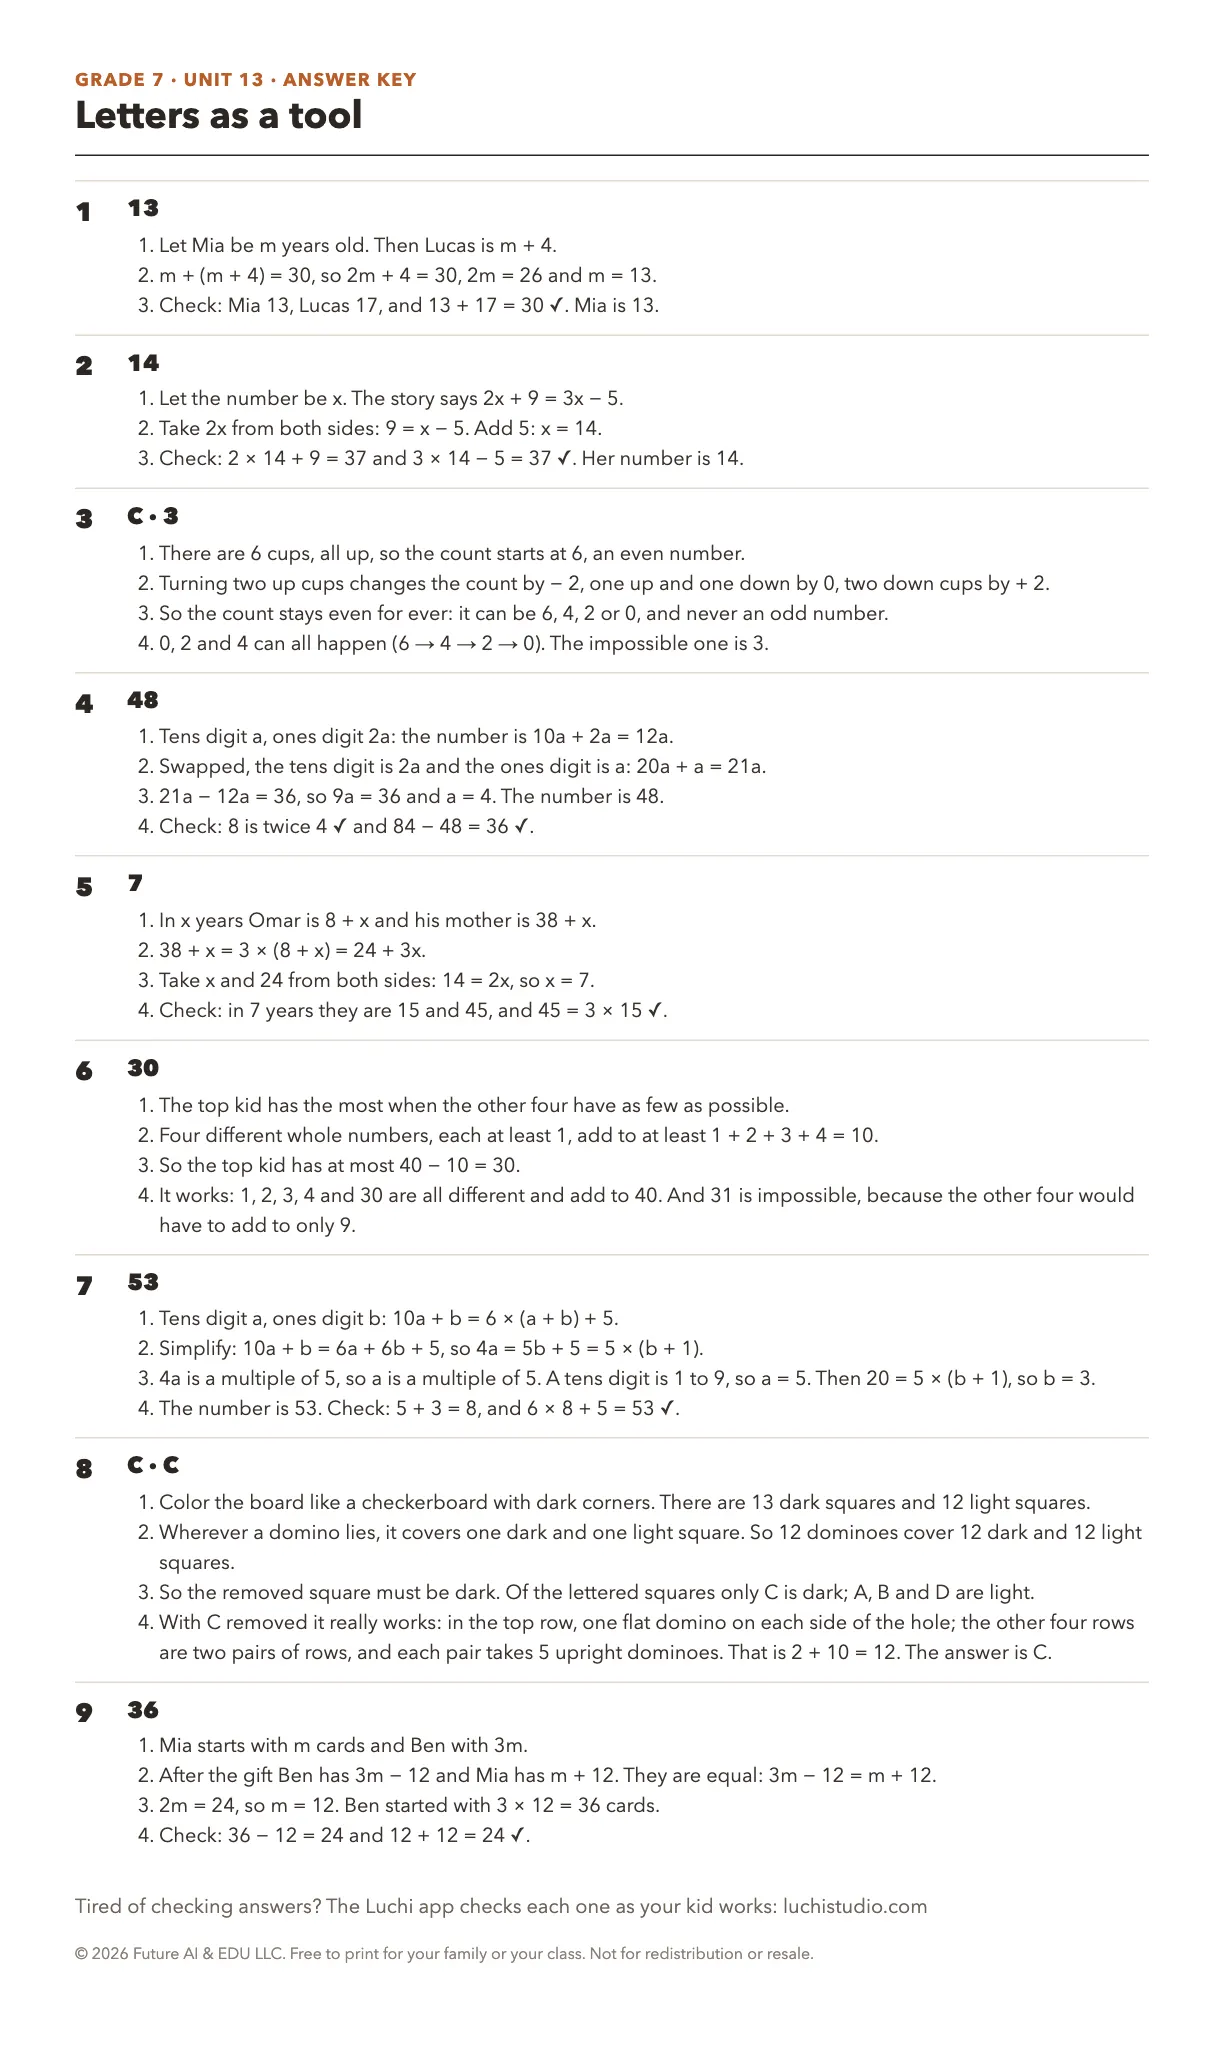 GRADE 7 · UNIT 13 · ANSWER KEY
Letters as a tool
1 13
1. Let Mia be m years old. Then Lucas is m + 4.
2. m + (m + 4) = 30, so 2m + 4 = 30, 2m = 26 and m = 13.
3. Check: Mia 13, Lucas 17, and 13 + 17 = 30 ✓. Mia is 13.
2 14
1. Let the number be x. The story says 2x + 9 = 3x − 5.
2. Take 2x from both sides: 9 = x − 5. Add 5: x = 14.
3. Check: 2 × 14 + 9 = 37 and 3 × 14 − 5 = 37 ✓. Her number is 14.
3 C · 3
1. There are 6 cups, all up, so the count starts at 6, an even number.
2. Turning two up cups changes the count by − 2, one up and one down by 0, two down cups by + 2.
3. So the count stays even for ever: it can be 6, 4, 2 or 0, and never an odd number.
4. 0, 2 and 4 can all happen (6 → 4 → 2 → 0). The impossible one is 3.
4 48
1. Tens digit a, ones digit 2a: the number is 10a + 2a = 12a.
2. Swapped, the tens digit is 2a and the ones digit is a: 20a + a = 21a.
3. 21a − 12a = 36, so 9a = 36 and a = 4. The number is 48.
4. Check: 8 is twice 4 ✓ and 84 − 48 = 36 ✓.
5 7
1. In x years Omar is 8 + x and his mother is 38 + x.
2. 38 + x = 3 × (8 + x) = 24 + 3x.
3. Take x and 24 from both sides: 14 = 2x, so x = 7.
4. Check: in 7 years they are 15 and 45, and 45 = 3 × 15 ✓.
6 30
1. The top kid has the most when the other four have as few as possible.
2. Four different whole numbers, each at least 1, add to at least 1 + 2 + 3 + 4 = 10.
3. So the top kid has at most 40 − 10 = 30.
4. It works: 1, 2, 3, 4 and 30 are all different and add to 40. And 31 is impossible, because the other four would
have to add to only 9.
7 53
1. Tens digit a, ones digit b: 10a + b = 6 × (a + b) + 5.
2. Simplify: 10a + b = 6a + 6b + 5, so 4a = 5b + 5 = 5 × (b + 1).
3. 4a is a multiple of 5, so a is a multiple of 5. A tens digit is 1 to 9, so a = 5. Then 20 = 5 × (b + 1), so b = 3.
4. The number is 53. Check: 5 + 3 = 8, and 6 × 8 + 5 = 53 ✓.
8 C · C
1. Color the board like a checkerboard with dark corners. There are 13 dark squares and 12 light squares.
2. Wherever a domino lies, it covers one dark and one light square. So 12 dominoes cover 12 dark and 12 light
squares.
3. So the removed square must be dark. Of the lettered squares only C is dark; A, B and D are light.
4. With C removed it really works: in the top row, one flat domino on each side of the hole; the other four rows
are two pairs of rows, and each pair takes 5 upright dominoes. That is 2 + 10 = 12. The answer is C.
9 36
1. Mia starts with m cards and Ben with 3m.
2. After the gift Ben has 3m − 12 and Mia has m + 12. They are equal: 3m − 12 = m + 12.
3. 2m = 24, so m = 12. Ben started with 3 × 12 = 36 cards.
4. Check: 36 − 12 = 24 and 12 + 12 = 24 ✓.
Tired of checking answers? The Luchi app checks each one as your kid works: luchistudio.com
© 2026 Future AI & EDU LLC. Free to print for your family or your class. Not for redistribution or resale.